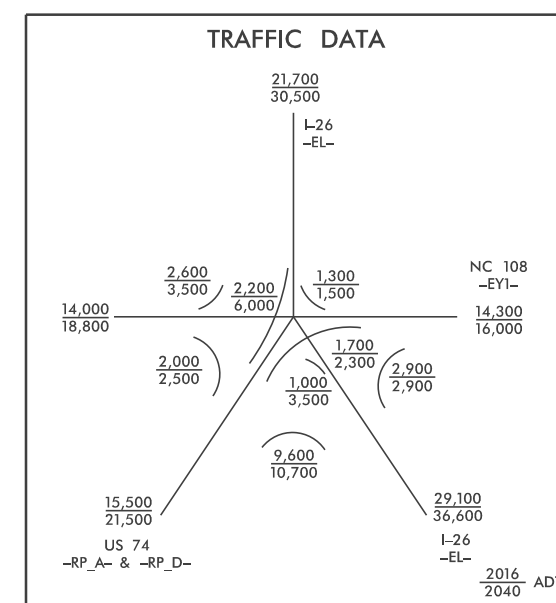 TRAFFIC DATA
21,700
30,500
I-26
-EL-
NC 108
-EY1-
14,300
16,000
2,600
3,500
2,200
6,000
1,300
1,500
14,000
18,800
2,000
2,500
1,700
2,300
2,900
2,900
1,000
3,500
9,600
10,700
15,500
21,500
US 74
-RP_A- & -RP_D-
29,100
36,600
I-26
-EL-
2016
2040 AD